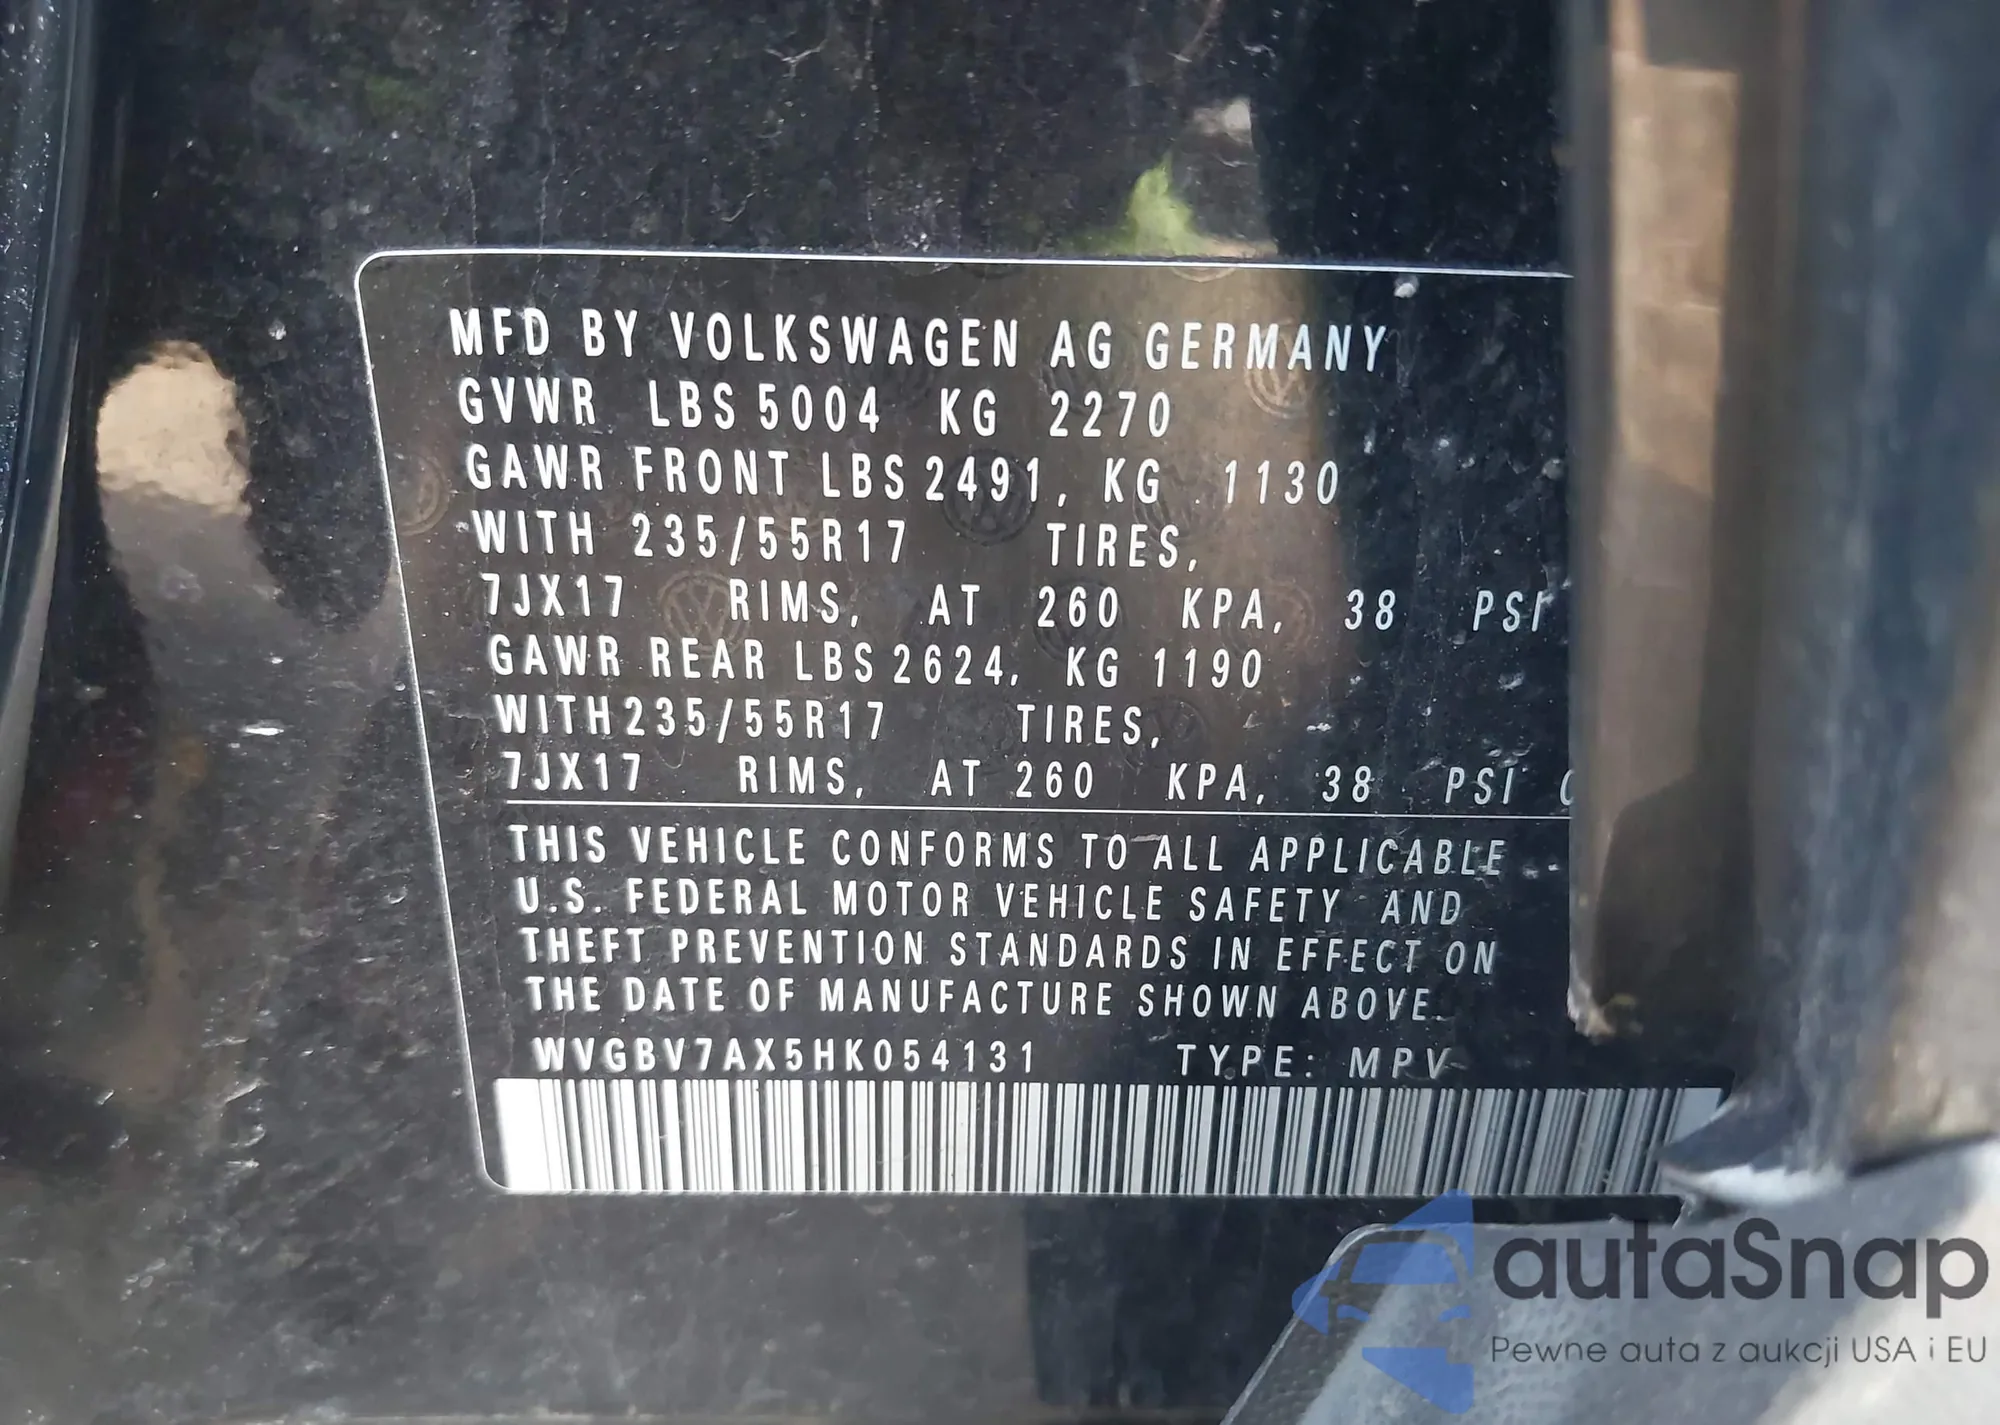 MFD BY VOLKSWAGEN AG GERMANY
GVWR LBS 5004 KG 2270
GAWR FRONT LBS 2491, KG 1130
WITH 235/55R17 TIRES,
7JX17 RIMS, AT 260 KPA, 38 PSI
GAWR REAR LBS 2624, KG 1190
WITH 235/55R17 TIRES,
7JX17 RIMS, AT 260 KPA, 38 PSI
THIS VEHICLE CONFORMS TO ALL APPLICABLE
U.S. FEDERAL MOTOR VEHICLE SAFETY AND
THEFT PREVENTION STANDARDS IN EFFECT ON
THE DATE OF MANUFACTURE SHOWN ABOVE.
WVGBV7AX5HK054131 TYPE: MPV
autaSnap
Pewne auta z aukcji USA i EU